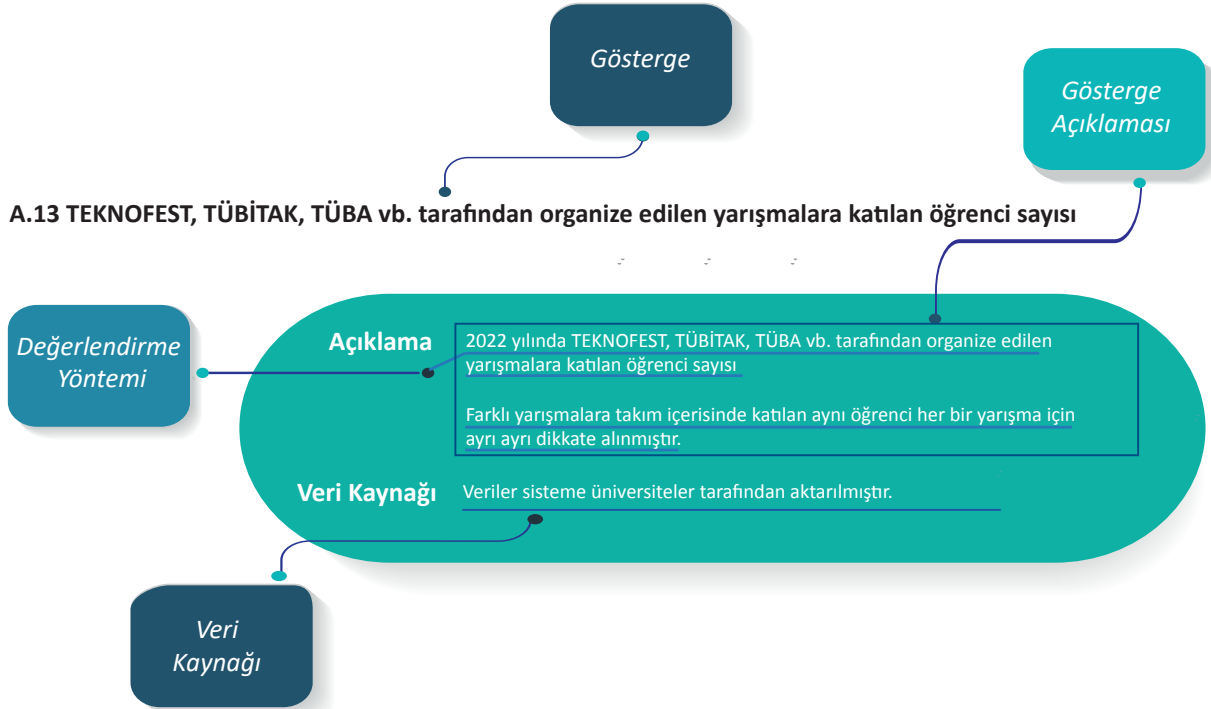 Gösterge
Gösterge
Açıklaması
A.13 TEKNOFEST, TÜBİTAK, TÜBA vb. tarafından organize edilen yarışmalara katılan öğrenci sayısı
Değerlendirme
Yöntemi
Açıklama
2022 yılında TEKNOFEST, TÜBİTAK, TÜBA vb. tarafından organize edilen
yarışmalara katılan öğrenci sayısı
Farklı yarışmalara takım içerisinde katılan aynı öğrenci her bir yarışma için
ayrı ayrı dikkate alınmıştır.
Veri Kaynağı
Veriler sisteme üniversiteler tarafından aktarılmıştır.
Veri
Kaynağı